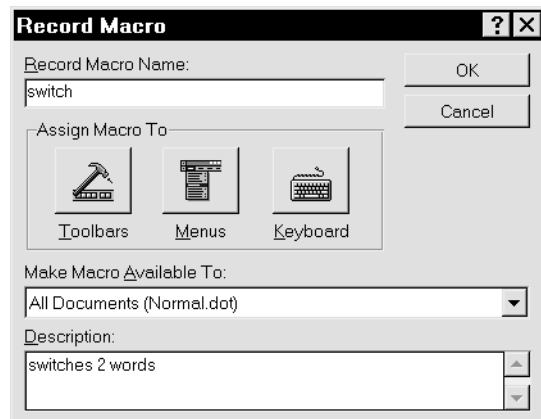 Record Macro
Record Macro Name:
switch
OK
Cancel
Assign Macro To
Toolbars
Menus
Keyboard
Make Macro Available To:
All Documents (Normal.dot)
Description:
switches 2 words